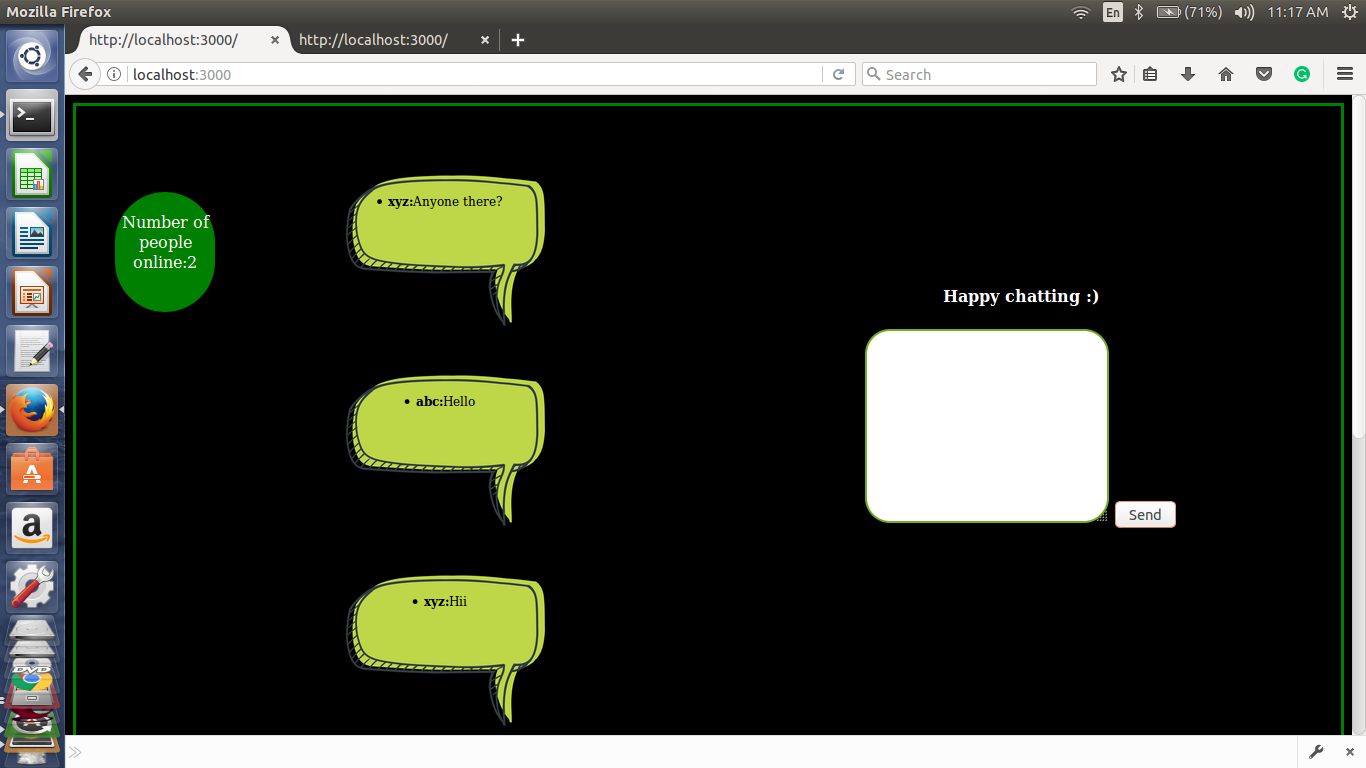 Mozilla Firefox
En
(71%)
11:17 AM
http://localhost:3000/
http://localhost:3000/
localhost:3000
Search
Number of
people
online:2
• xyz:Anyone there?
• abc:Hello
• xyz:Hii
Happy chatting :)
Send
DVD